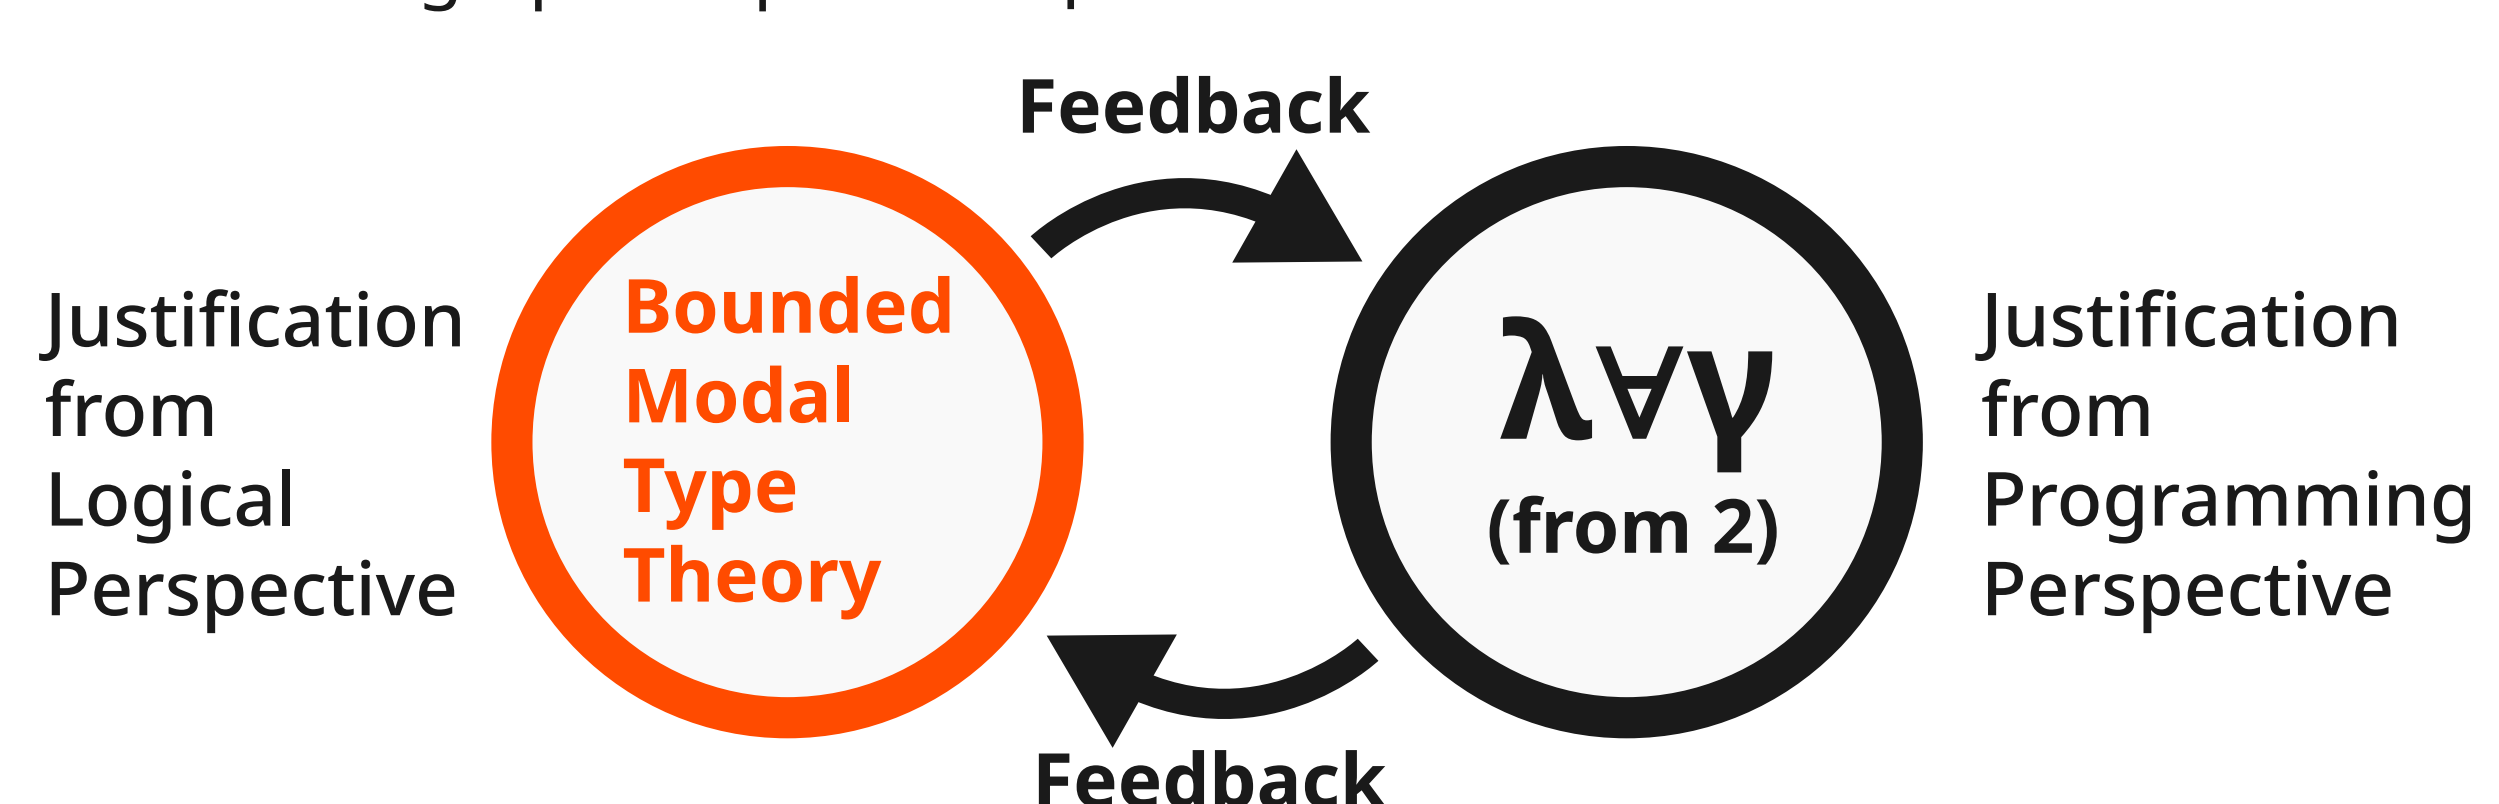 Feedback
Justification
from
Logical
Perspective
Bounded
Modal
Type
Theory
λ∀γ
(from 2)
Justification
from
Programming
Perspective
Feedback